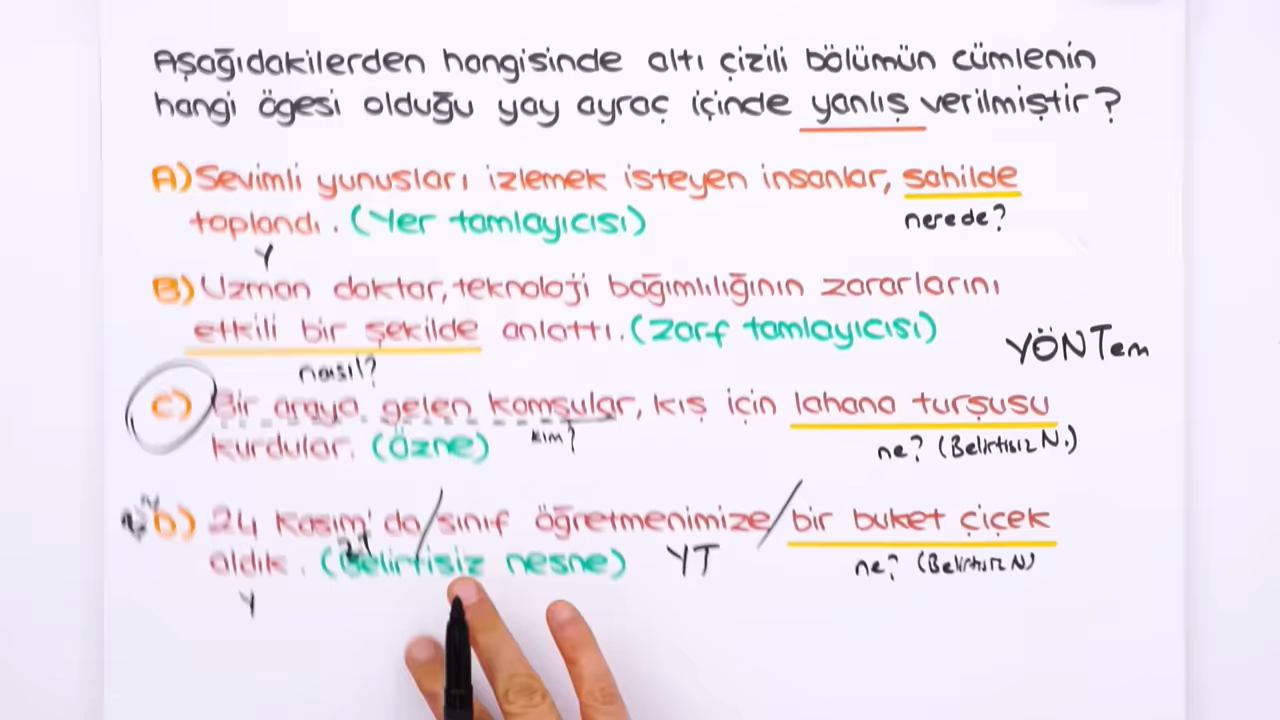 Aşağıdakilerden hangisinde altı çizili bölümün cümlenin
hangi ögesi olduğu yay ayraç içinde yanlış verilmiştir?
A) Sevimli yunusları izlemek isteyen insanlar, sahilde
nerede?
toplandı. (Yer tamlayıcısı)
Y
B) Uzman doktor, teknoloji bağımlılığının zararlarını
etkili bir şekilde anlattı. (Zarf tamlayıcısı)
YÖNTem
nasıl?
C) Bir araya gelen komşular, kış için lahana turşusu
kim?
ne? (Belirtisiz N.)
kurdular. (Özne)
D) 24 Kasım'da/sınıf öğretmenimize/bir buket çiçek
ZT
YT
ne? (Belirtisiz N)
aldık. (Belirtisiz nesne)
Y